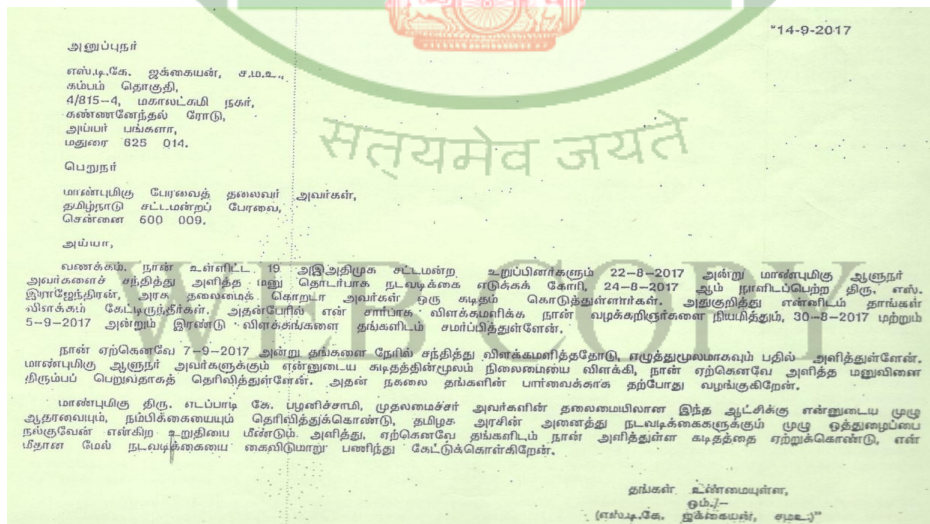 "14-9-2017
அனுப்புநர்
எஸ்.டி.கே. ஜக்கையன், ச.ம.உ.,
கம்பம் தொகுதி,
4/815-4, மகாலட்சுமி நகர்,
கண்ணனேந்தல் ரோடு,
அய்யர் பங்களா,
மதுரை 625 014.
सत्यमेव जयते
பெறுநர்
மாண்புமிகு பேரவைத் தலைவர் அவர்கள்,
தமிழ்நாடு சட்டமன்றப் பேரவை,
சென்னை 600 009.
அய்யா,
WEB COPY
வணக்கம். நான் உள்ளிட்ட 19 அஇஅதிமுக சட்டமன்ற உறுப்பினர்களும் 22-8-2017 அன்று மாண்புமிகு ஆளுநர்
அவர்களைச் சந்தித்து அளித்த மனு தொடர்பாக நடவடிக்கை எடுக்கக் கோரி, 24-8-2017 ஆம் நாளிடப்பெற்ற திரு. எஸ்.
இராஜேந்திரன், அரசு தலைமைக் கொறடா அவர்கள் ஒரு கடிதம் கொடுத்துள்ளார்கள். அதுகுறித்து என்னிடம் தாங்கள்
விளக்கம் கேட்டிருந்தீர்கள். அதன்பேரில் என் சார்பாக விளக்கமளிக்க நான் வழக்கறிஞர்களை நியமித்தும், 30-8-2017 மற்றும்
5-9-2017 அன்றும் இரண்டு விளக்கங்களை தங்களிடம் சமர்ப்பித்துள்ளேன்.
நான் ஏற்கெனவே 7-9-2017 அன்று தங்களை நேரில் சந்தித்து விளக்கமளித்ததோடு, எழுத்துமூலமாகவும் பதில் அளித்துள்ளேன்.
மாண்புமிகு ஆளுநர் அவர்களுக்கும் என்னுடைய கடிதத்தின்மூலம் நிலைமையை விளக்கி, நான் ஏற்கெனவே அளித்த மனுவினை
திரும்பப் பெறுவதாகத் தெரிவித்துள்ளேன். அதன் நகலை தங்களின் பார்வைக்காக தற்போது வழங்குகிறேன்.
மாண்புமிகு திரு. எடப்பாடி கே. பழனிச்சாமி, முதலமைச்சர் அவர்களின் தலைமையிலான இந்த ஆட்சிக்கு என்னுடைய முழு
ஆதரவையும், நம்பிக்கையையும் தெரிவித்துக்கொண்டு, தமிழக அரசின் அனைத்து நடவடிக்கைகளுக்கும் முழு ஒத்துழைப்பை
நல்குவேன் என்கிற உறுதியை மீண்டும் அளித்து, ஏற்கெனவே தங்களிடம் நான் அளித்துள்ள கடிதத்தை ஏற்றுக்கொண்டு, என்
மீதான மேல் நடவடிக்கையை கைவிடுமாறு பணிந்து கேட்டுக்கொள்கிறேன்.
தங்கள் உண்மையுள்ள,
ஒம்./-
(எஸ்.டி.கே. ஜக்கையன், சமஉ.)"